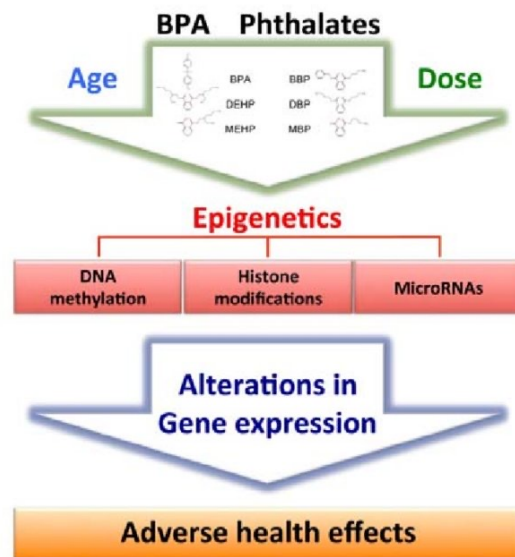 BPA Phthalates
Age
Dose
BPA
BBP
DEHP
DBP
MEHP
MBP
Epigenetics
DNA
methylation
Histone
modifications
MicroRNAs
Alterations in
Gene expression
Adverse health effects